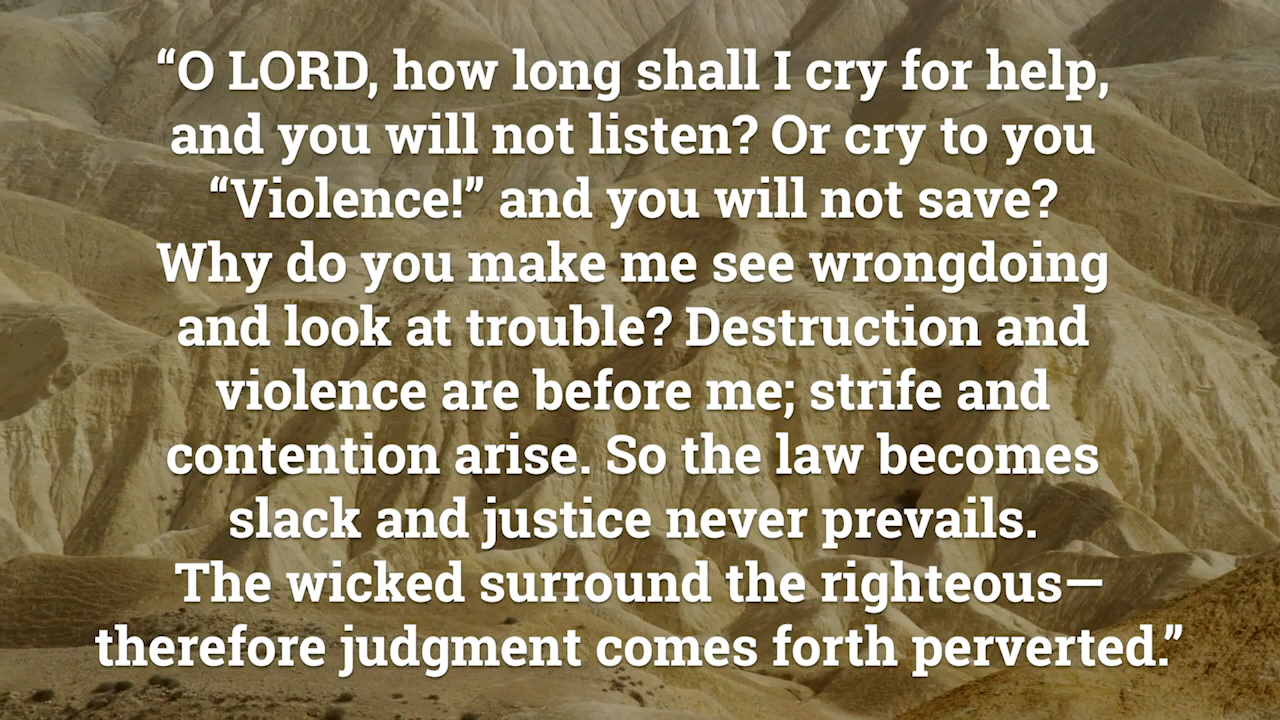 “O LORD, how long shall I cry for help,
and you will not listen? Or cry to you
“Violence!” and you will not save?
Why do you make me see wrongdoing
and look at trouble? Destruction and
violence are before me; strife and
contention arise. So the law becomes
slack and justice never prevails.
The wicked surround the righteous—
therefore judgment comes forth perverted.”